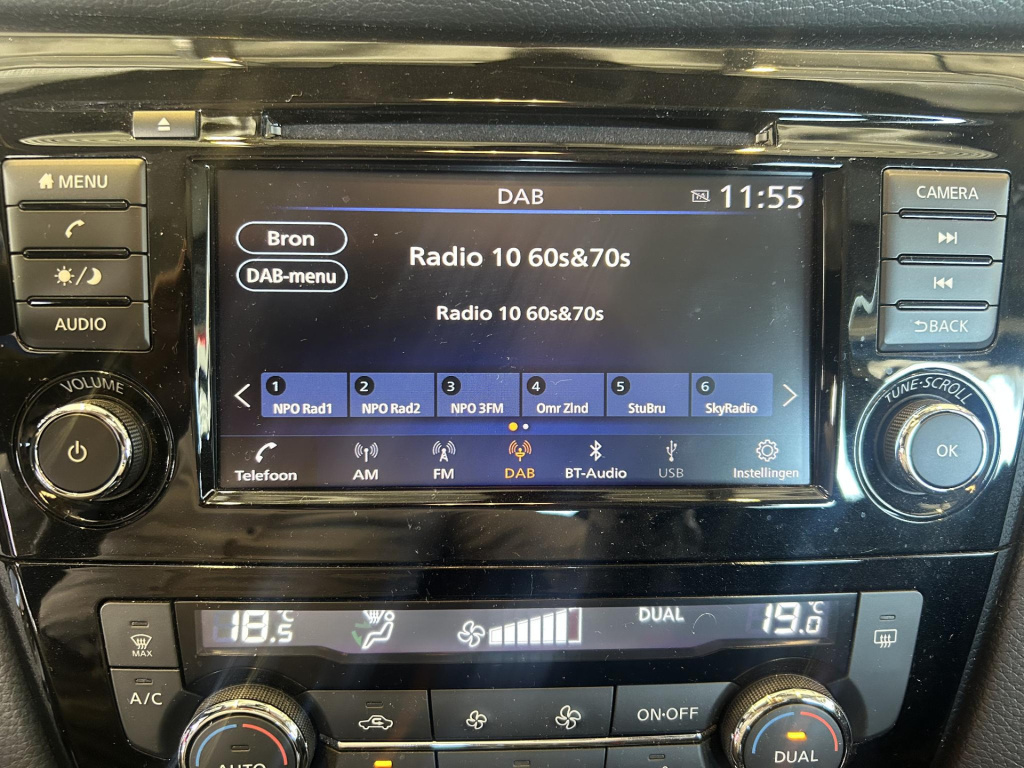 MENU
AUDIO
VOLUME
DAB
TA
11:55
Bron
DAB-menu
Radio 10 60s&70s
Radio 10 60s&70s
1 NPO Rad1
2 NPO Rad2
3 NPO 3FM
4 Omr Zlnd
5 StuBru
6 SkyRadio
Telefoon
AM
FM
DAB
BT-Audio
USB
Instellingen
CAMERA
BACK
TUNE·SCROLL
OK
MAX
18.5°C
DUAL
19.0°C
A/C
ON·OFF
AUTO
DUAL